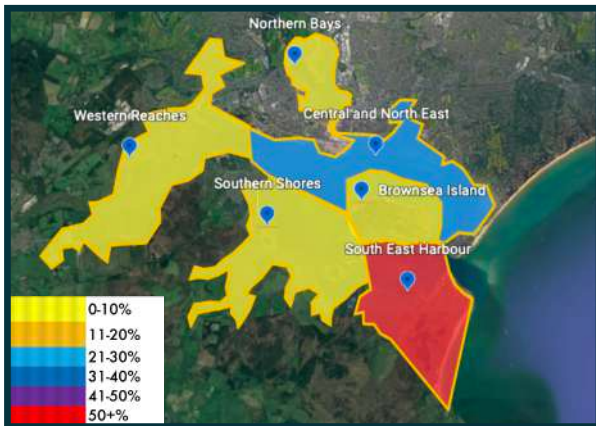 Northern Bays
Central and North East
Western Reaches
Southern Shores
Brownsea Island
South East Harbour
0-10%
11-20%
21-30%
31-40%
41-50%
50+%